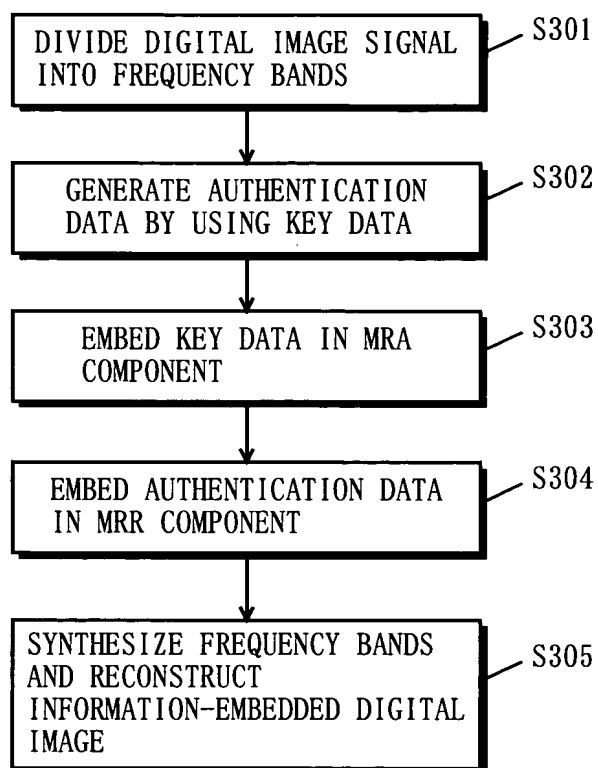 DIVIDE DIGITAL IMAGE SIGNAL
INTO FREQUENCY BANDS
S301
GENERATE AUTHENTICATION
DATA BY USING KEY DATA
S302
EMBED KEY DATA IN MRA
COMPONENT
S303
EMBED AUTHENTICATION DATA
IN MRR COMPONENT
S304
SYNTHESIZE FREQUENCY BANDS
AND RECONSTRUCT
INFORMATION-EMBEDDED DIGITAL
IMAGE
S305